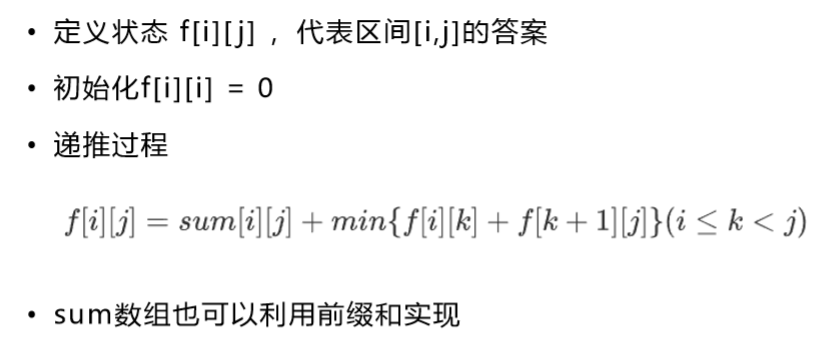 • 定义状态 f[i][j] ，代表区间[i,j]的答案
• 初始化f[i][i] = 0
• 递推过程
f[i][j] = sum[i][j] + min{f[i][k] + f[k + 1][j]}(i ≤ k < j)
• sum数组也可以利用前缀和实现